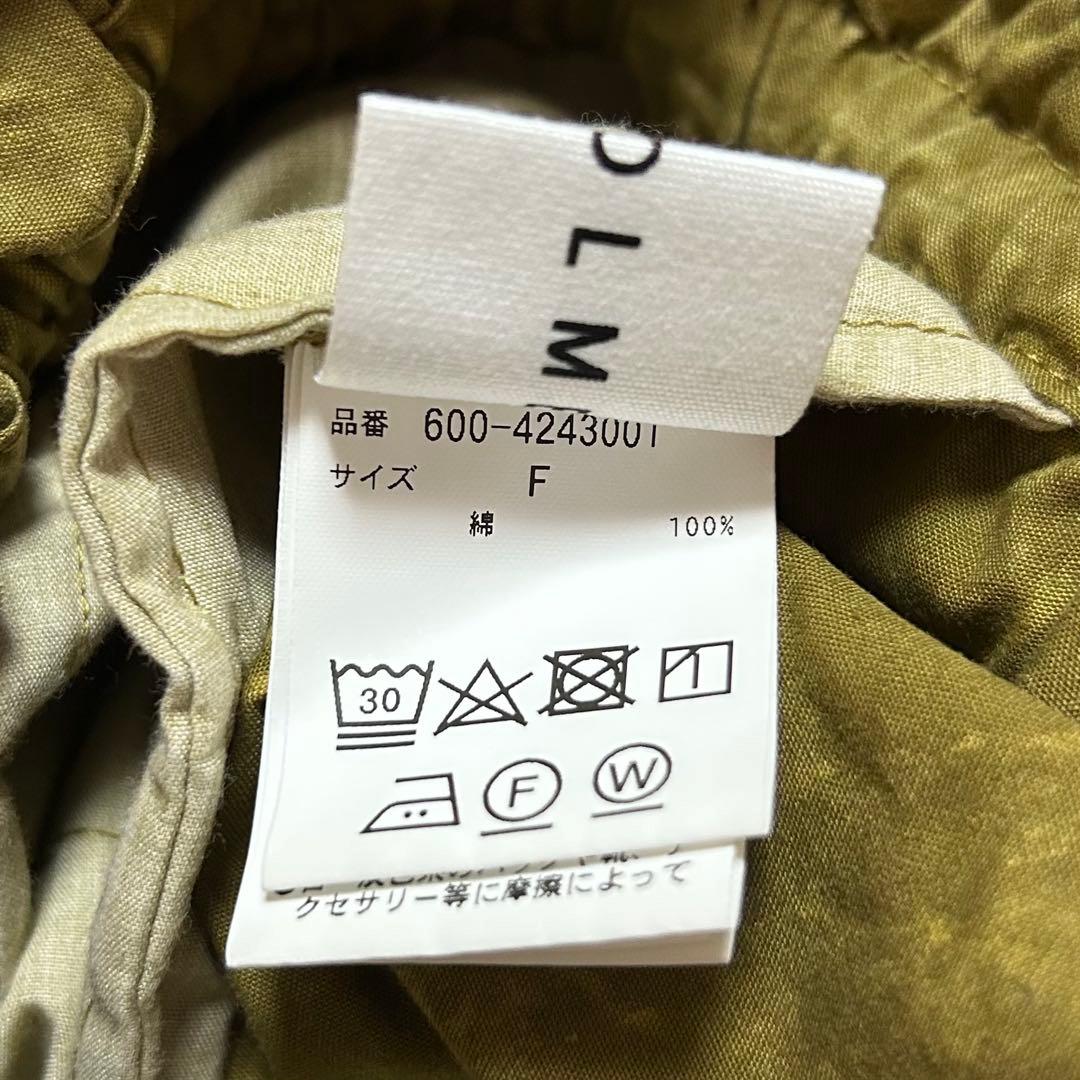 O L M
品番 600-4243001
サイズ F
綿 100%
30
1
F W
クセサリー等に摩擦によって